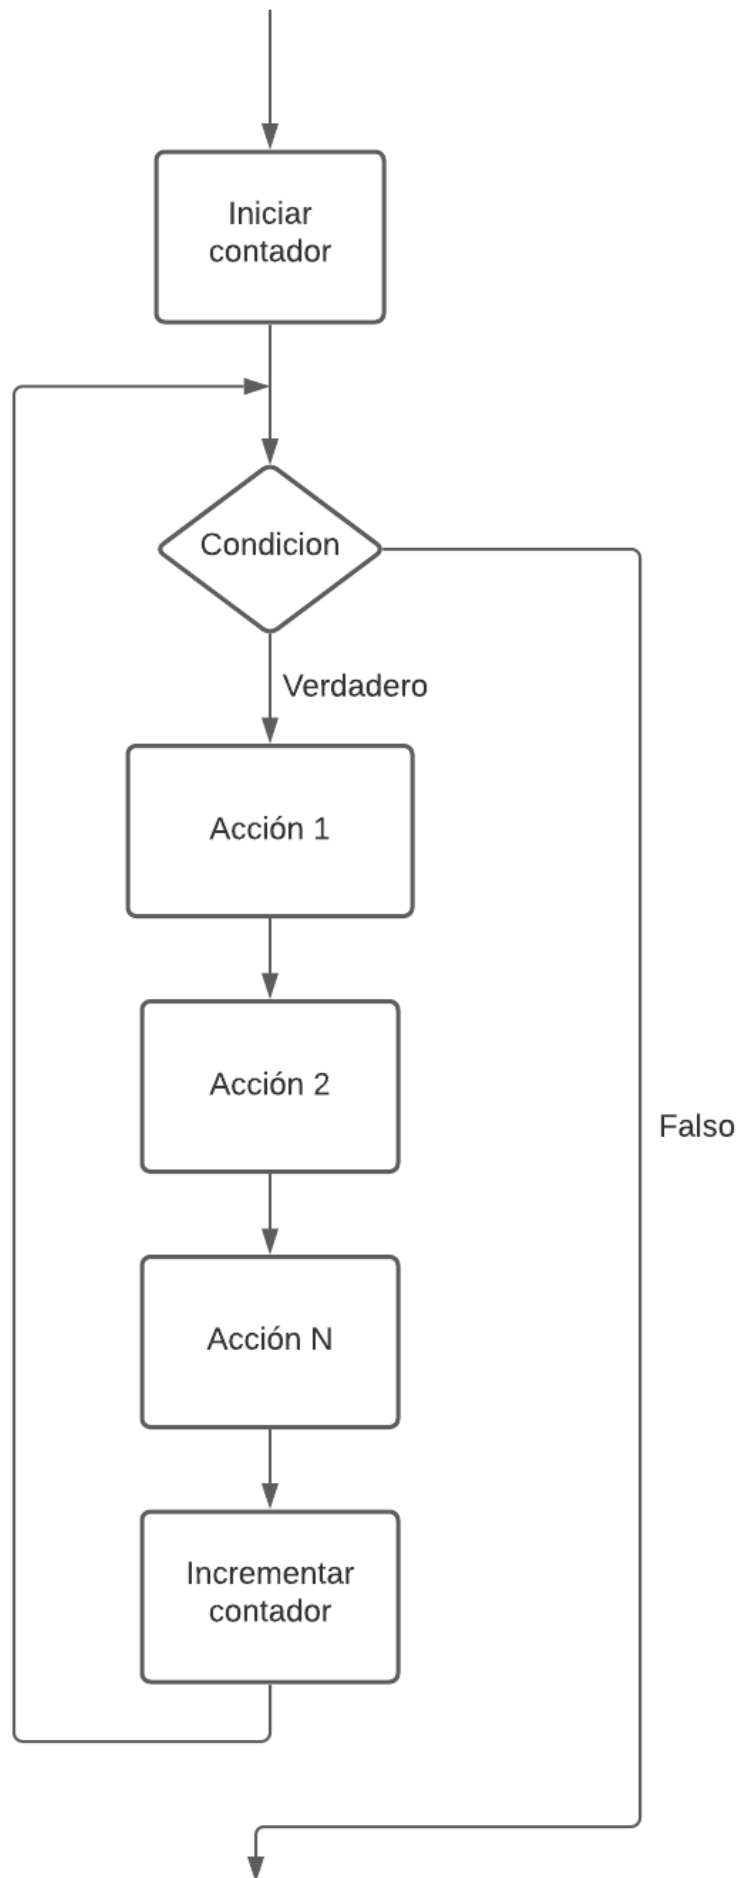 Iniciar
contador
Condicion
Verdadero
Acción 1
Acción 2
Falso
Acción N
Incrementar
contador